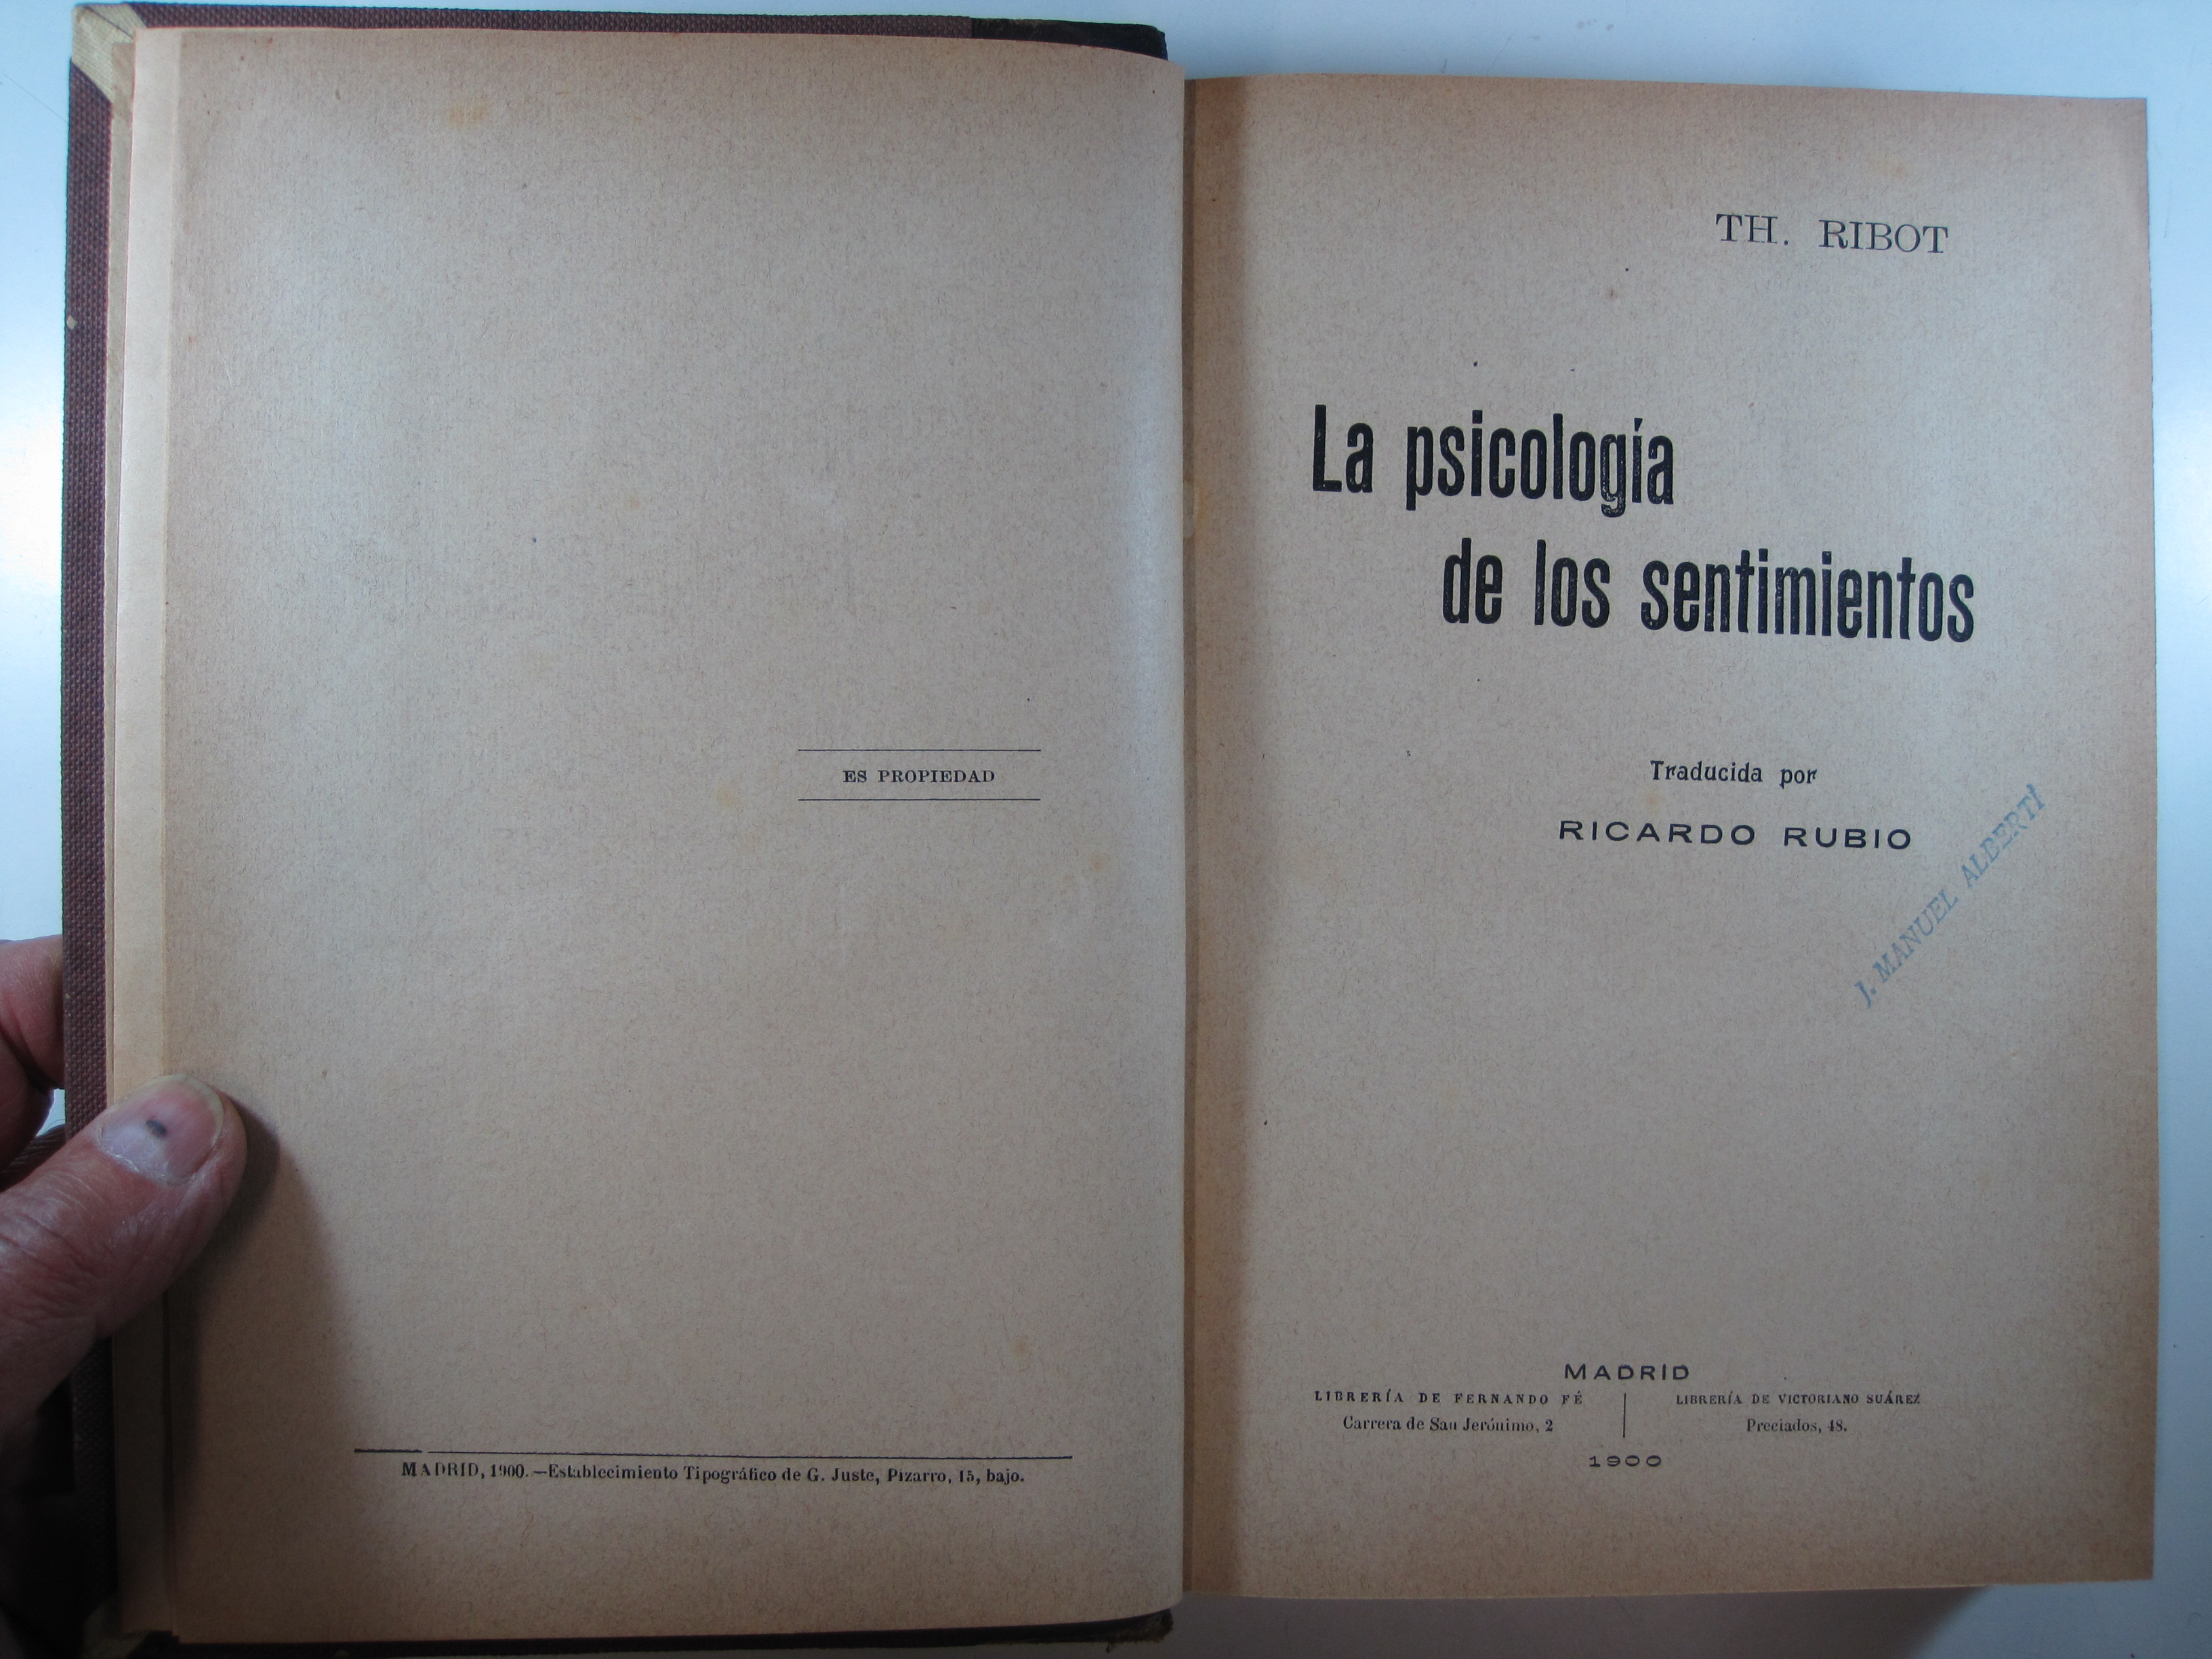 ES PROPIEDAD
MADRID, 1900.—Establecimiento Tipográfico de G. Juste, Pizarro, 15, bajo.
TH. RIBOT
La psicología
de los sentimientos
Traducida por
RICARDO RUBIO
J. MANUEL ALBERTÍ
MADRID
LIBRERÍA DE FERNANDO FÉ
Carrera de San Jerónimo, 2
LIBRERÍA DE VICTORIANO SUÁREZ
Preciados, 48.
1900